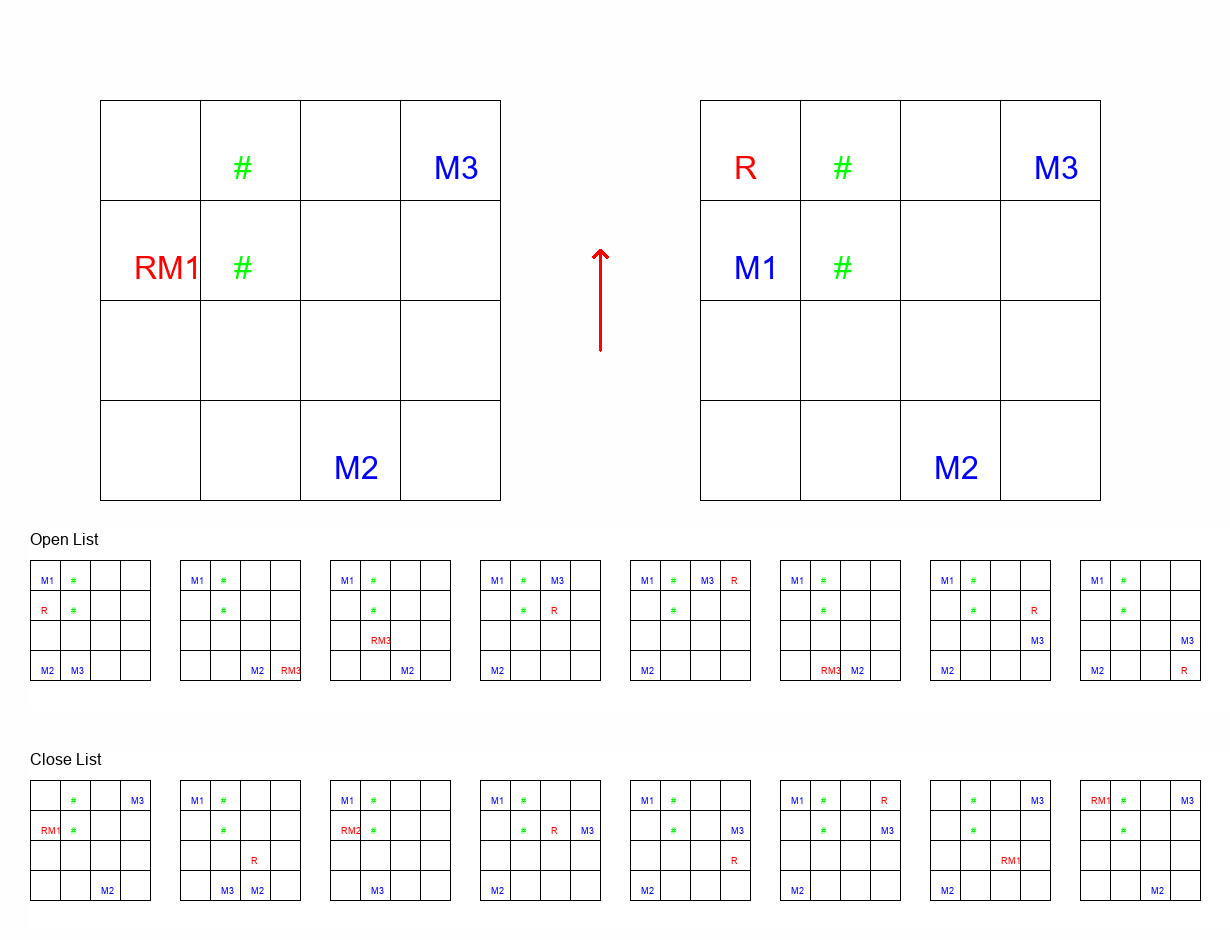 # M3 R # M3
RM1 # M1 #
M2 M2
Open List
M1 # M1 # M1 # M1 # M3 M1 # M3 R M1 # M1 # M1 #
R # # # # R # # # R #
RM3 M3 M3
M2 M3 M2 RM3 M2 M2 M2 RM3 M2 M2 M2 R
Close List
# M3 M1 # M1 # M1 # M1 # M1 # R # M3 RM1 # M3
RM1 # # RM2 # # R M3 # M3 # M3 # #
R R RM1
M2 M3 M2 M3 M2 M2 M2 M2 M2